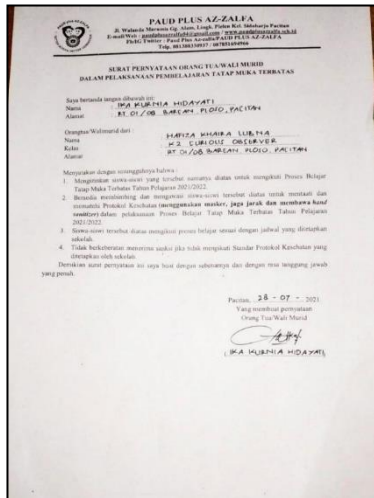 PAUD PLUS AZ-ZALFA
SURAT PERNYATAAN ORANG TUA/WALI MURID
DALAM PELAKSANAAN PEMBELAJARAN TATAP MUKA TERBATAS
Saya bertanda tangan dibawah ini:
Nama : IKA KURNIA HIDAYATI
Alamat : RT 01/08 BAREAN, PLOSO, PACITAN
Orangtua/Walimurid dari :
Nama : HAFIZA KHAIRA LUBNA
Kelas : K2 CURIOUS OBSERVER
Alamat : RT 01/08 BAREAN, PLOSO, PACITAN
Menyatakan dengan sesungguhnya bahwa :
1. Mengizinkan siswa-siswi yang tersebut namanya diatas untuk mengikuti Proses Belajar
Tatap Muka Terbatas Tahun Pelajaran 2021/2022.
2. Bersedia membimbing dan mengawasi siswa-siswi tersebut diatas untuk mentaati dan
mematuhi Protokol Kesehatan (menggunakan masker, jaga jarak dan membawa hand
sanitizer) dalam pelaksanaan Proses Belajar Tatap Muka Terbatas Tahun Pelajaran
2021/2022.
3. Siswa-siswi tersebut diatas mengikuti proses belajar sesuai dengan jadwal yang ditetapkan
sekolah.
4. Tidak berkeberatan menerima sanksi jika tidak mengikuti Standar Protokol Kesehatan yang
ditetapkan oleh sekolah.
Demikian surat pernyataan ini saya buat dengan sebenarnya dan dengan rasa tanggung jawab
yang penuh.
Pacitan, 28 - 07 - 2021
Yang membuat pernyataan
Orang Tua/Wali Murid
(IKA KURNIA HIDAYATI)